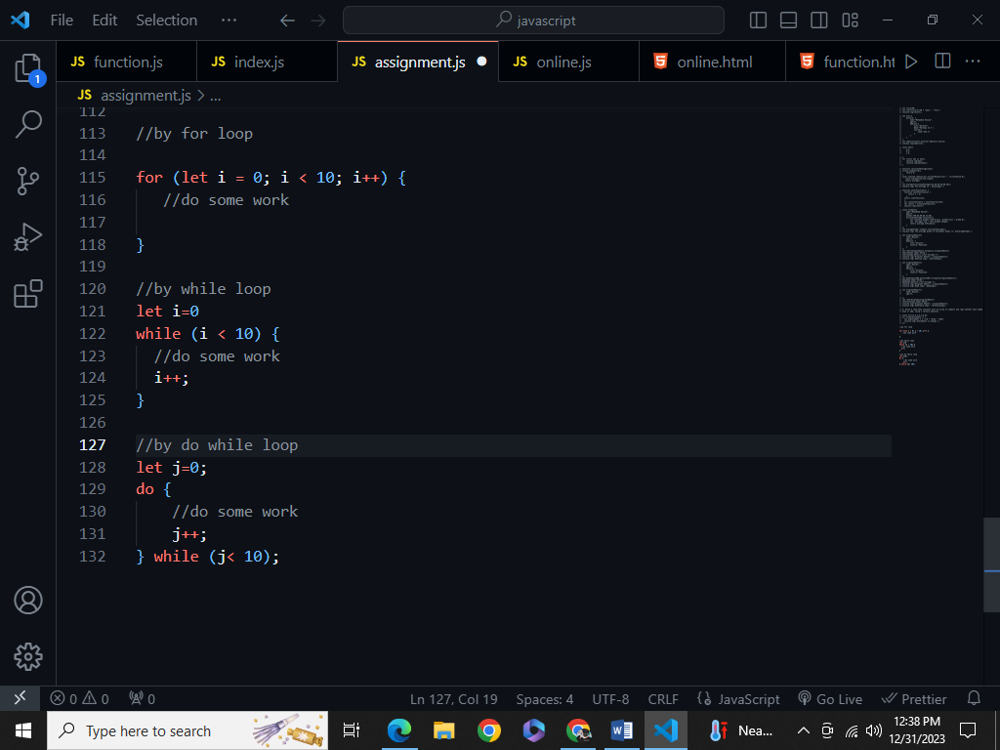 File Edit Selection ··· javascript
1
JS function.js JS index.js JS assignment.js JS online.js online.html function.ht ···
JS assignment.js > ...
112
113 //by for loop
114
115 for (let i = 0; i < 10; i++) {
116 //do some work
117
118 }
119
120 //by while loop
121 let i=0
122 while (i < 10) {
123 //do some work
124 i++;
125 }
126
127 //by do while loop
128 let j=0;
129 do {
130 //do some work
131 j++;
132 } while (j< 10);
0 0 0 Ln 127, Col 19 Spaces: 4 UTF-8 CRLF {} JavaScript Go Live Prettier
Type here to search Nea... 12:38 PM
12/31/2023